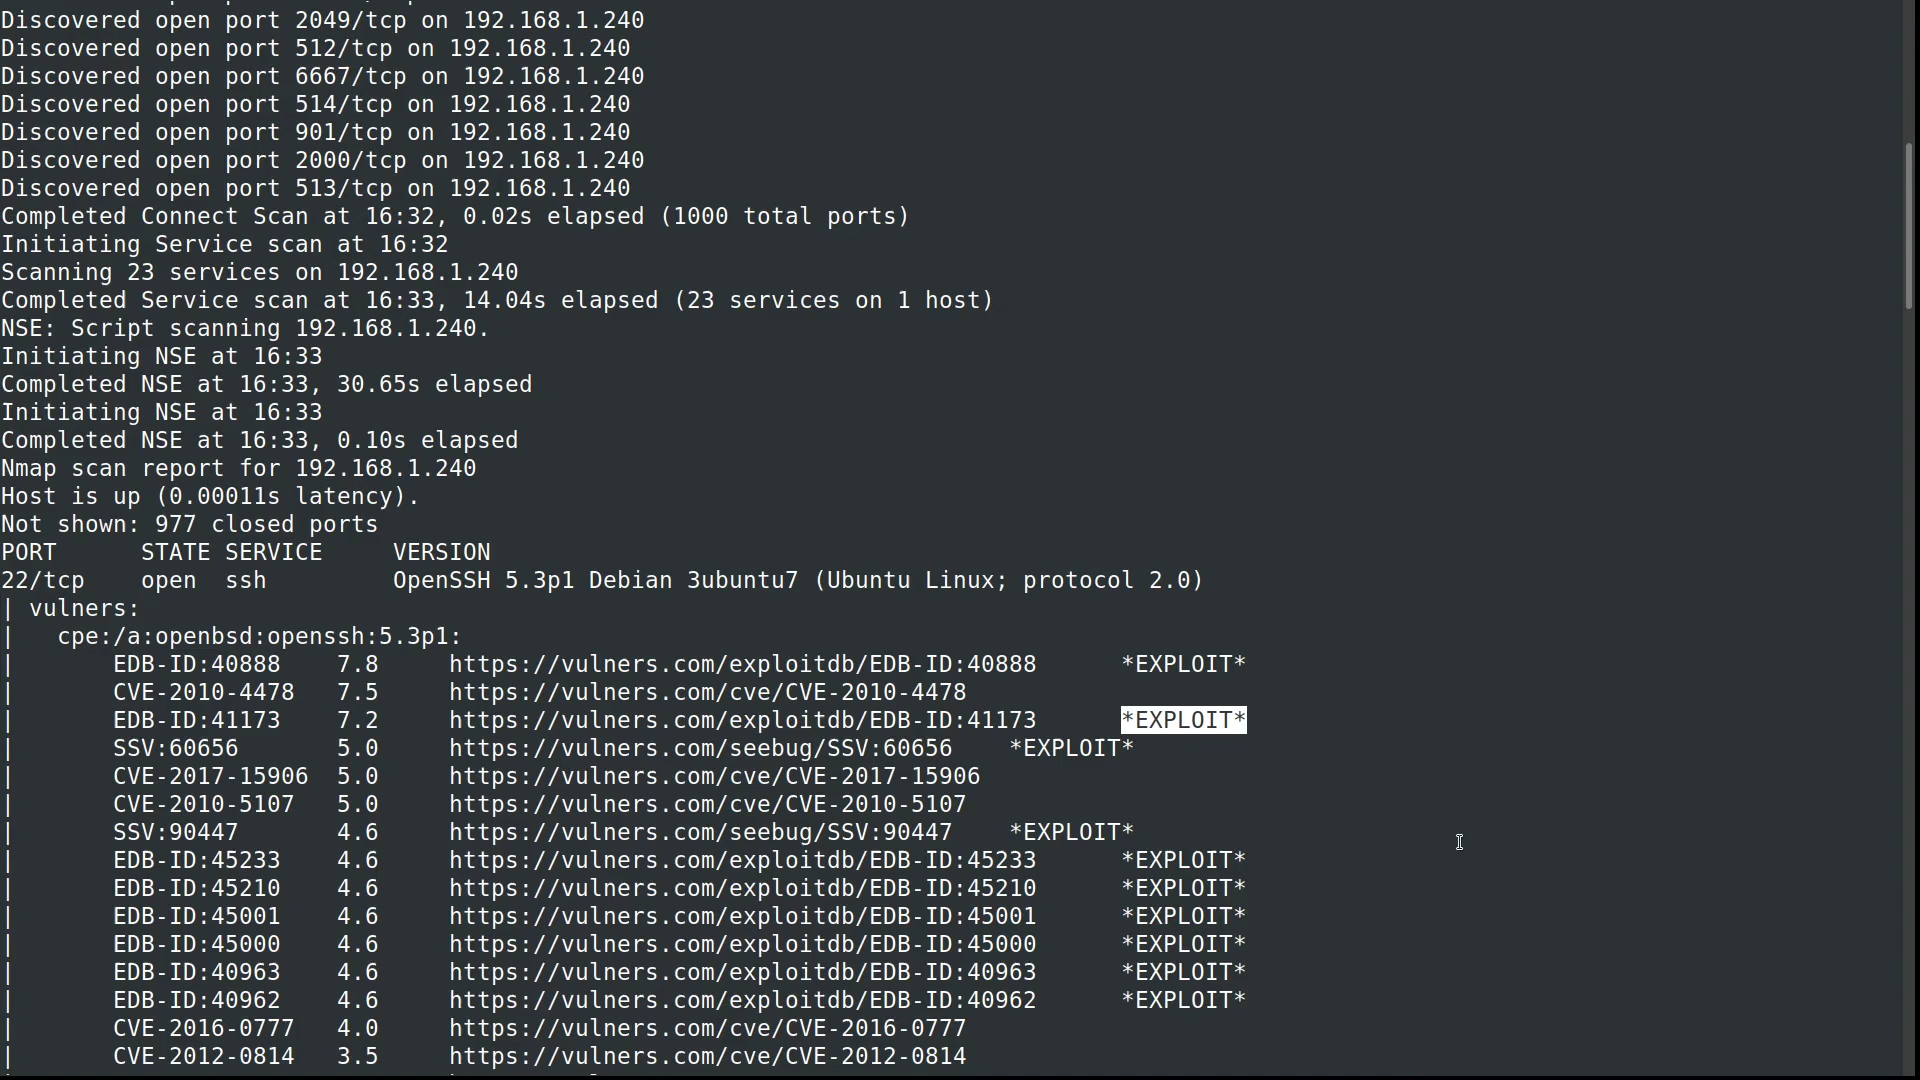 Discovered open port 2049/tcp on 192.168.1.240
Discovered open port 512/tcp on 192.168.1.240
Discovered open port 6667/tcp on 192.168.1.240
Discovered open port 514/tcp on 192.168.1.240
Discovered open port 901/tcp on 192.168.1.240
Discovered open port 2000/tcp on 192.168.1.240
Discovered open port 513/tcp on 192.168.1.240
Completed Connect Scan at 16:32, 0.02s elapsed (1000 total ports)
Initiating Service scan at 16:32
Scanning 23 services on 192.168.1.240
Completed Service scan at 16:33, 14.04s elapsed (23 services on 1 host)
NSE: Script scanning 192.168.1.240.
Initiating NSE at 16:33
Completed NSE at 16:33, 30.65s elapsed
Initiating NSE at 16:33
Completed NSE at 16:33, 0.10s elapsed
Nmap scan report for 192.168.1.240
Host is up (0.00011s latency).
Not shown: 977 closed ports
PORT      STATE SERVICE     VERSION
22/tcp    open  ssh         OpenSSH 5.3p1 Debian 3ubuntu7 (Ubuntu Linux; protocol 2.0)
| vulners:
|   cpe:/a:openbsd:openssh:5.3p1:
|       EDB-ID:40888    7.8     https://vulners.com/exploitdb/EDB-ID:40888      *EXPLOIT*
|       CVE-2010-4478   7.5     https://vulners.com/cve/CVE-2010-4478
|       EDB-ID:41173    7.2     https://vulners.com/exploitdb/EDB-ID:41173      *EXPLOIT*
|       SSV:60656       5.0     https://vulners.com/seebug/SSV:60656    *EXPLOIT*
|       CVE-2017-15906  5.0     https://vulners.com/cve/CVE-2017-15906
|       CVE-2010-5107   5.0     https://vulners.com/cve/CVE-2010-5107
|       SSV:90447       4.6     https://vulners.com/seebug/SSV:90447    *EXPLOIT*
|       EDB-ID:45233    4.6     https://vulners.com/exploitdb/EDB-ID:45233      *EXPLOIT*
|       EDB-ID:45210    4.6     https://vulners.com/exploitdb/EDB-ID:45210      *EXPLOIT*
|       EDB-ID:45001    4.6     https://vulners.com/exploitdb/EDB-ID:45001      *EXPLOIT*
|       EDB-ID:45000    4.6     https://vulners.com/exploitdb/EDB-ID:45000      *EXPLOIT*
|       EDB-ID:40963    4.6     https://vulners.com/exploitdb/EDB-ID:40963      *EXPLOIT*
|       EDB-ID:40962    4.6     https://vulners.com/exploitdb/EDB-ID:40962      *EXPLOIT*
|       CVE-2016-0777   4.0     https://vulners.com/cve/CVE-2016-0777
|       CVE-2012-0814   3.5     https://vulners.com/cve/CVE-2012-0814